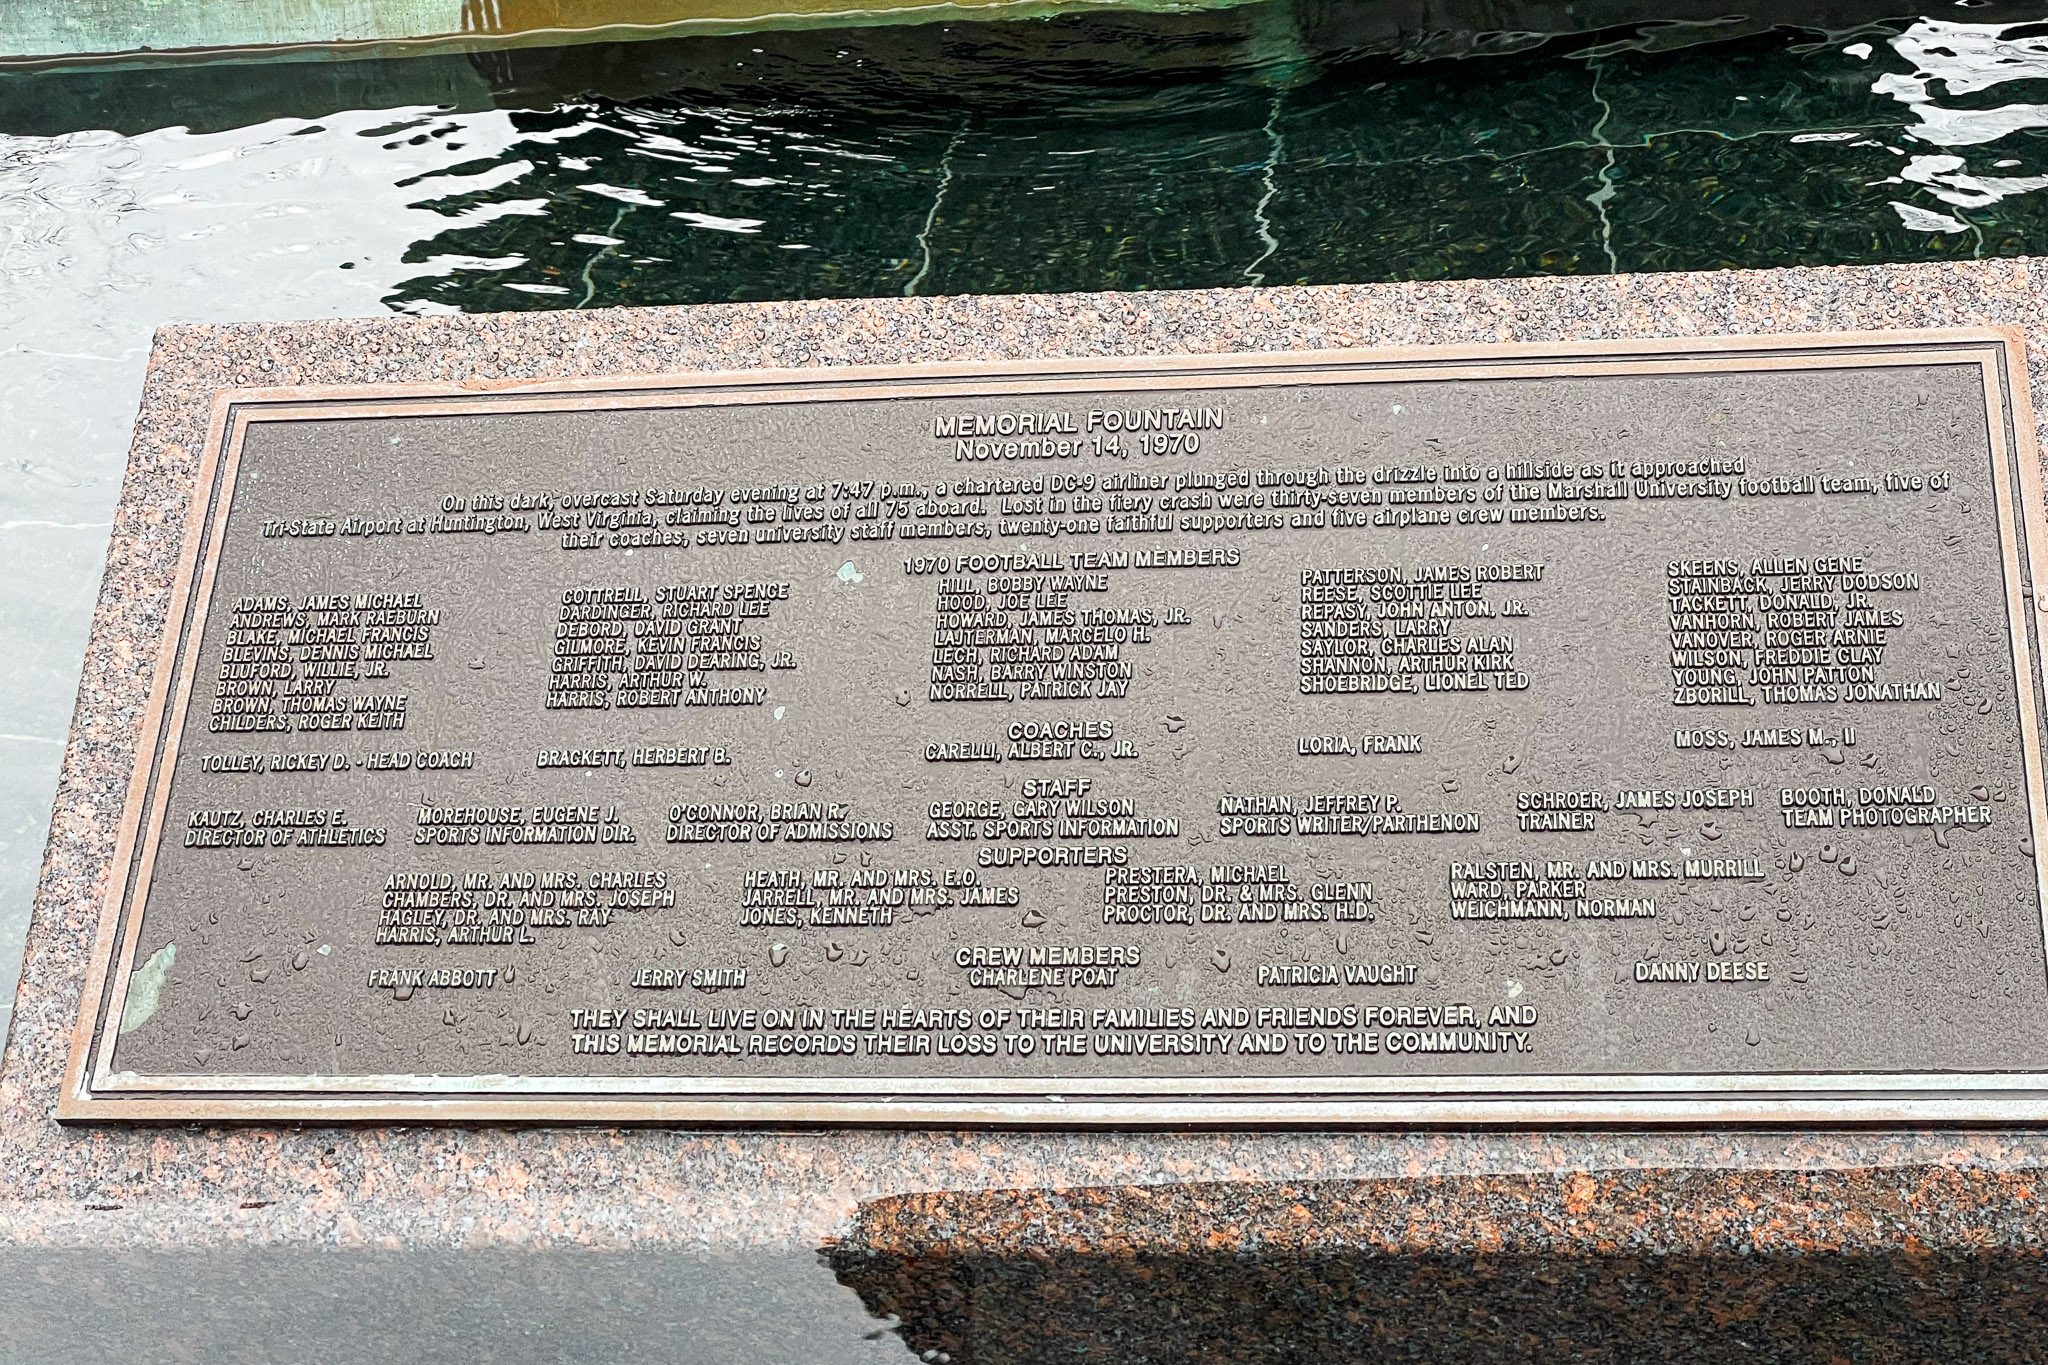 MEMORIAL FOUNTAIN
November 14, 1970
On this dark, overcast Saturday evening at 7:47 p.m., a chartered DC-9 airliner plunged through the drizzle into a hillside as it approached
Tri-State Airport at Huntington, West Virginia, claiming the lives of all 75 aboard. Lost in the fiery crash were thirty-seven members of the Marshall University football team, five of
their coaches, seven university staff members, twenty-one faithful supporters and five airplane crew members.
1970 FOOTBALL TEAM MEMBERS
ADAMS, JAMES MICHAEL
ANDREWS, MARK RAEBURN
BLAKE, MICHAEL FRANCIS
BLEVINS, DENNIS MICHAEL
BLUFORD, WILLIE, JR.
BROWN, LARRY
BROWN, THOMAS WAYNE
CHILDERS, ROGER KEITH
COTTRELL, STUART SPENCE
DARDINGER, RICHARD LEE
DEBORD, DAVID GRANT
GILMORE, KEVIN FRANCIS
GRIFFITH, DAVID DEARING, JR.
HARRIS, ARTHUR W.
HARRIS, ROBERT ANTHONY
HILL, BOBBY WAYNE
HOOD, JOE LEE
HOWARD, JAMES THOMAS, JR.
LAJTERMAN, MARCELO H.
LECH, RICHARD ADAM
NASH, BARRY WINSTON
NORRELL, PATRICK JAY
PATTERSON, JAMES ROBERT
REESE, SCOTTIE LEE
REPASY, JOHN ANTON, JR.
SANDERS, LARRY
SAYLOR, CHARLES ALAN
SHANNON, ARTHUR KIRK
SHOEBRIDGE, LIONEL TED
SKEENS, ALLEN GENE
STAINBACK, JERRY DODSON
TACKETT, DONALD, JR.
VANHORN, ROBERT JAMES
VANOVER, ROGER ARNIE
WILSON, FREDDIE CLAY
YOUNG, JOHN PATTON
ZBORILL, THOMAS JONATHAN
COACHES
TOLLEY, RICKEY D. - HEAD COACH
BRACKETT, HERBERT B.
CARELLI, ALBERT C., JR.
LORIA, FRANK
MOSS, JAMES M., II
STAFF
KAUTZ, CHARLES E.
DIRECTOR OF ATHLETICS
MOREHOUSE, EUGENE J.
SPORTS INFORMATION DIR.
O'CONNOR, BRIAN R.
DIRECTOR OF ADMISSIONS
GEORGE, GARY WILSON
ASST. SPORTS INFORMATION
NATHAN, JEFFREY P.
SPORTS WRITER/PARTHENON
SCHROER, JAMES JOSEPH
TRAINER
BOOTH, DONALD
TEAM PHOTOGRAPHER
SUPPORTERS
ARNOLD, MR. AND MRS. CHARLES
CHAMBERS, DR. AND MRS. JOSEPH
HAGLEY, DR. AND MRS. RAY
HARRIS, ARTHUR L.
HEATH, MR. AND MRS. E.O.
JARRELL, MR. AND MRS. JAMES
JONES, KENNETH
PRESTERA, MICHAEL
PRESTON, DR. & MRS. GLENN
PROCTOR, DR. AND MRS. H.D.
RALSTEN, MR. AND MRS. MURRILL
WARD, PARKER
WEICHMANN, NORMAN
CREW MEMBERS
FRANK ABBOTT
JERRY SMITH
CHARLENE POAT
PATRICIA VAUGHT
DANNY DEESE
THEY SHALL LIVE ON IN THE HEARTS OF THEIR FAMILIES AND FRIENDS FOREVER, AND
THIS MEMORIAL RECORDS THEIR LOSS TO THE UNIVERSITY AND TO THE COMMUNITY.